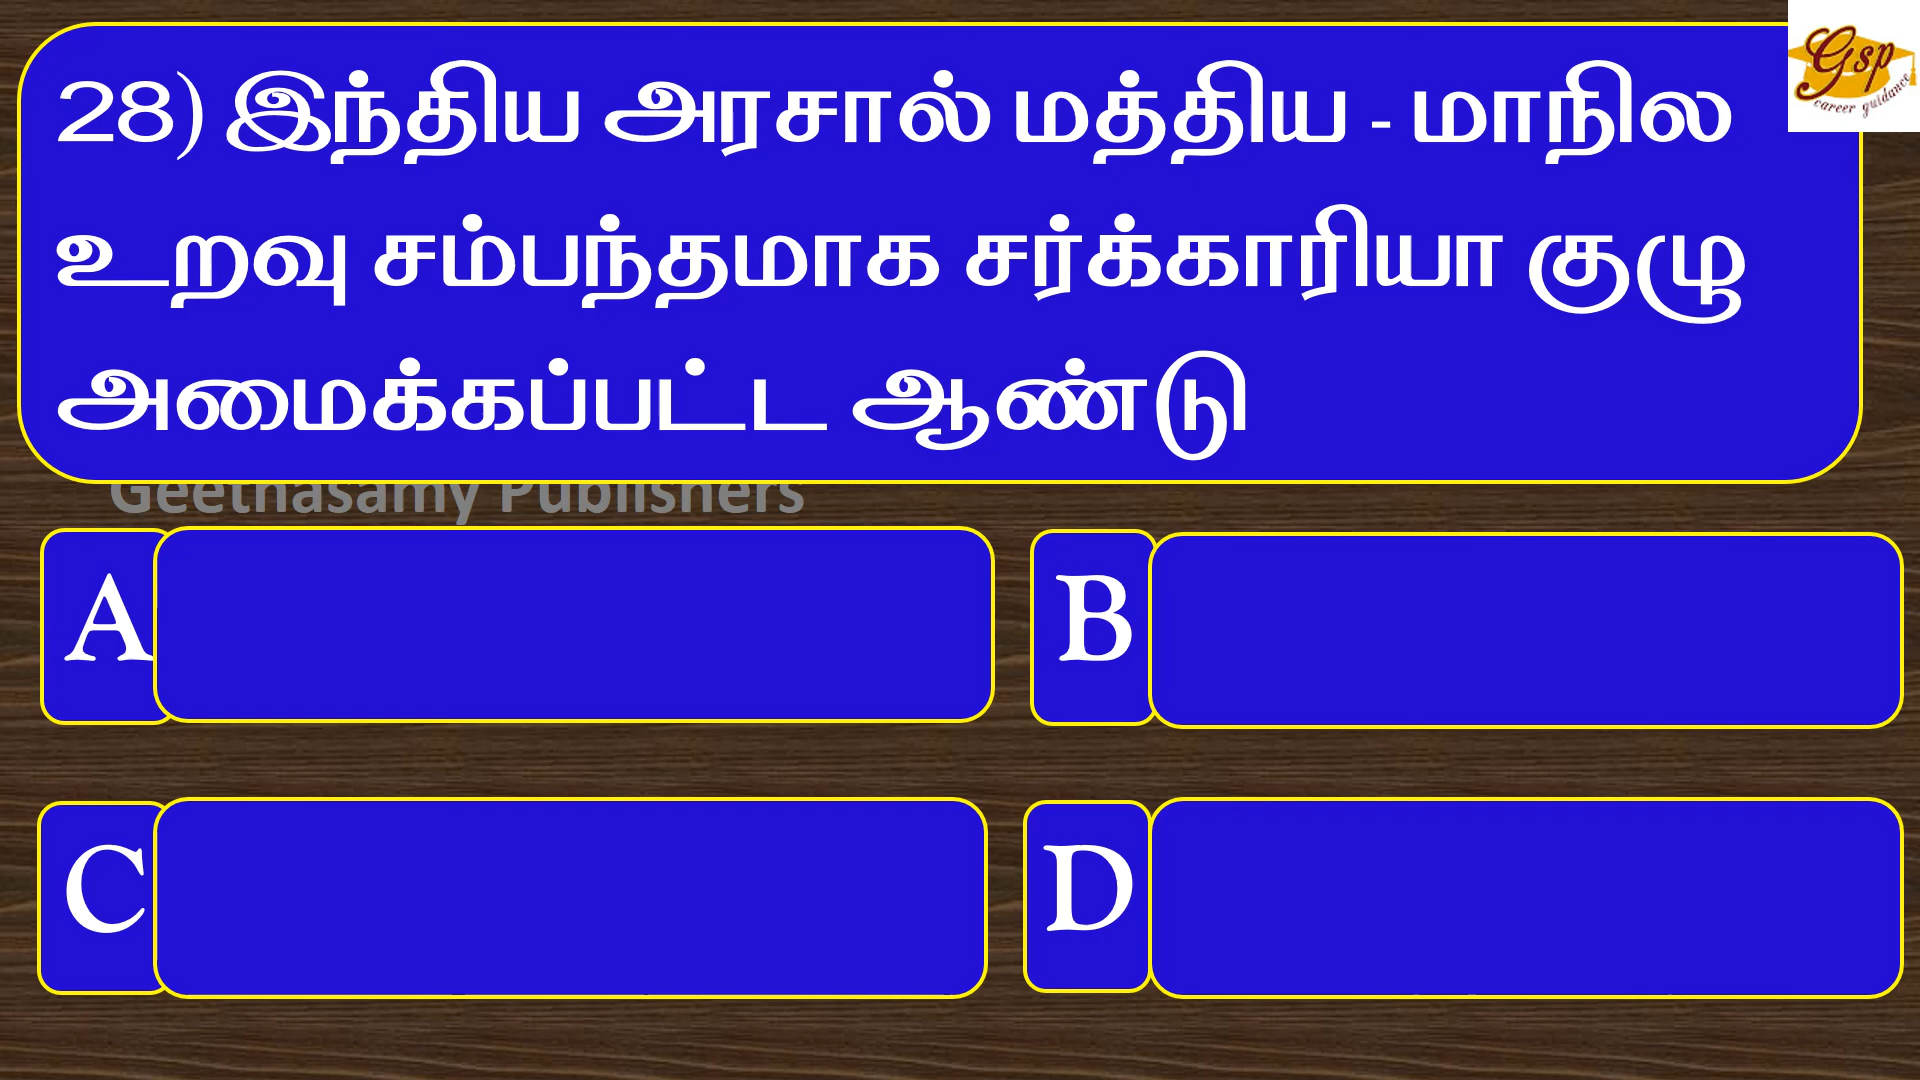 28) இந்திய அரசால் மத்திய - மாநில
உறவு சம்பந்தமாக சர்க்காரியா குழு
அமைக்கப்பட்ட ஆண்டு
Gsp
career guidance
Geethasamy Publishers
A
B
C
D